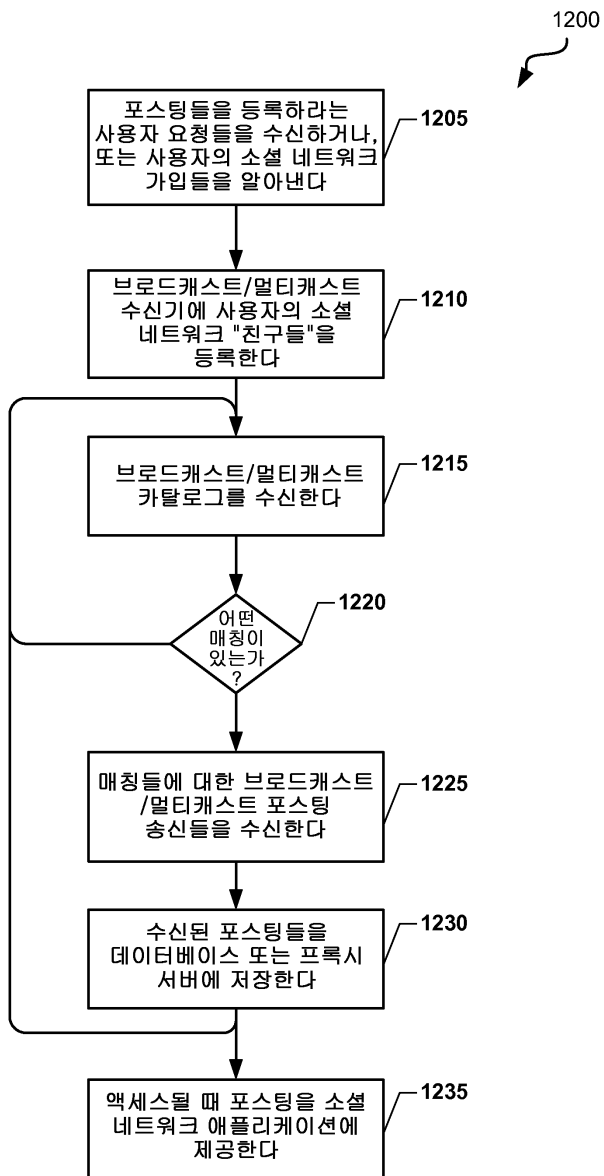 1200
포스팅들을 등록하라는
사용자 요청들을 수신하거나,
또는 사용자의 소셜 네트워크
가입들을 알아낸다
1205
브로드캐스트/멀티캐스트
수신기에 사용자의 소셜
네트워크 "친구들"을
등록한다
1210
브로드캐스트/멀티캐스트
카탈로그를 수신한다
1215
어떤
매칭이
있는가
?
1220
매칭들에 대한 브로드캐스트
/멀티캐스트 포스팅
송신들을 수신한다
1225
수신된 포스팅들을
데이터베이스 또는 프록시
서버에 저장한다
1230
액세스될 때 포스팅을 소셜
네트워크 애플리케이션에
제공한다
1235